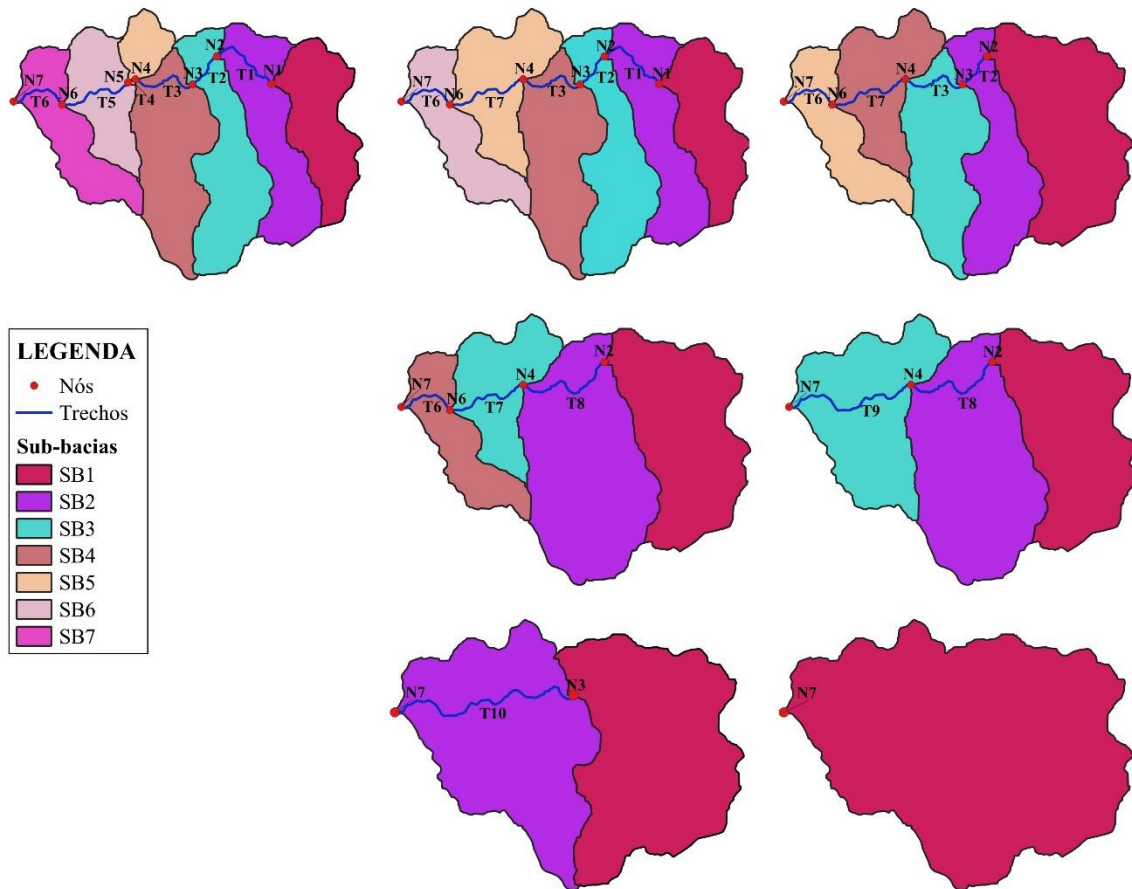 N7
T6
N6
T5
N5
N4
T4
T3
N3
N2
T2
T1
N1
N7
T6
N6
T7
N4
T3
N3
N2
T2
T1
N1
N7
T6
N6
T7
N4
T3
N3
N2
T2
LEGENDA
Nós
Trechos
Sub-bacias
SB1
SB2
SB3
SB4
SB5
SB6
SB7
N7
T6
N6
T7
N4
T8
N2
N7
T9
N4
T8
N2
N7
T10
N3
N7